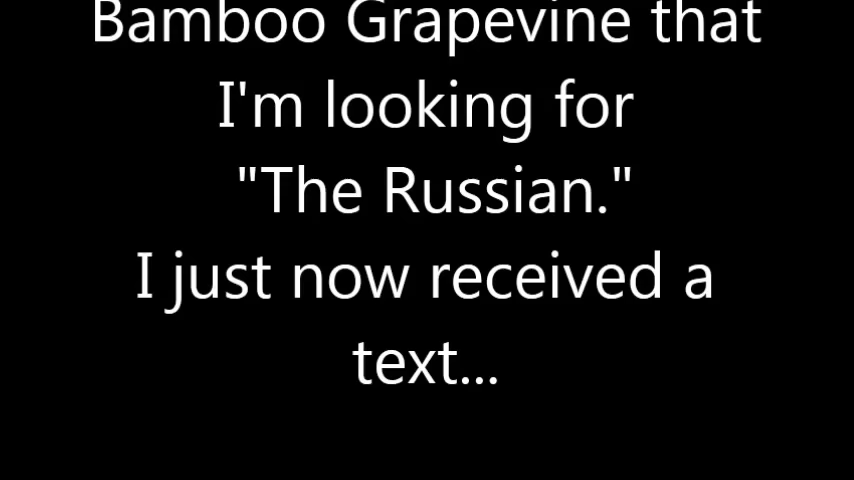 Bamboo Grapevine that
I'm looking for
"The Russian."
I just now received a
text...